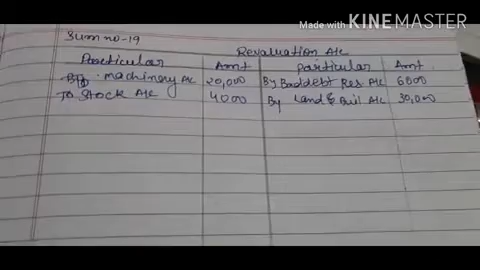 Made with KINEMASTER
Sum no-19
Revaluation A/c
Particular Amt Particular Amt
To machinery A/c 20,000 By Baddebt Res A/c 6000
To Stock A/c 4000 By Land & Buil A/c 30,000